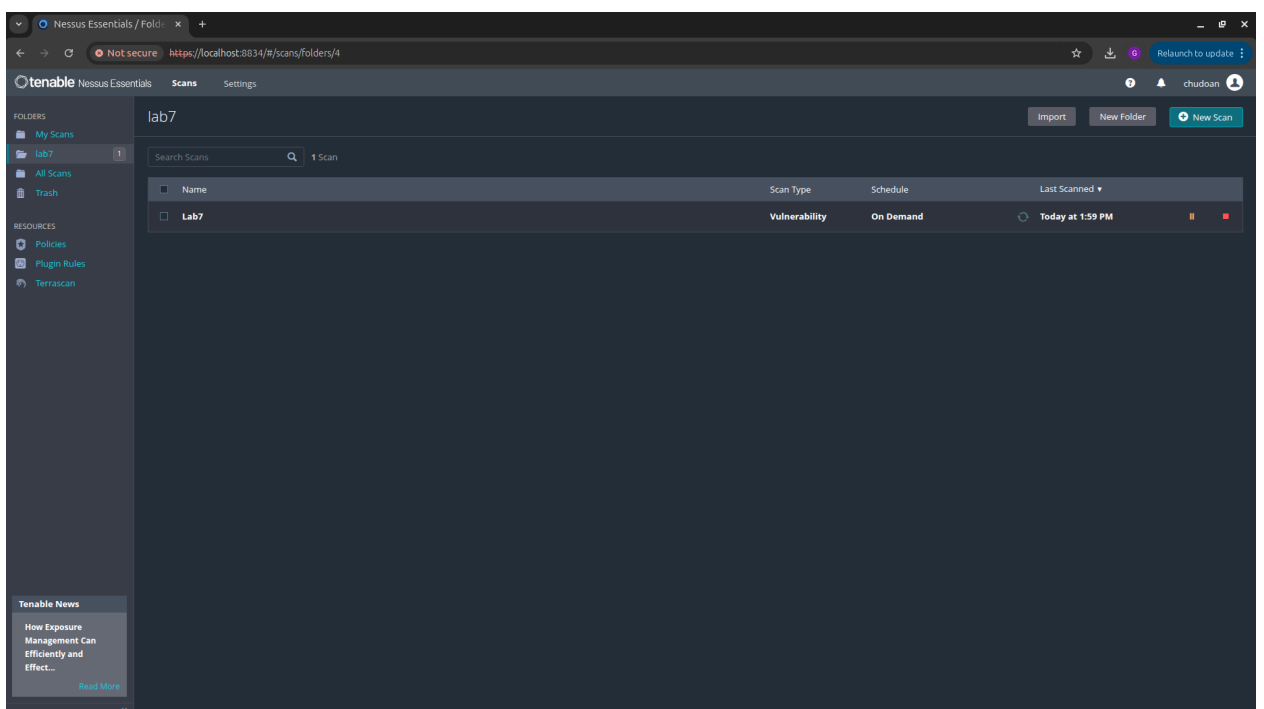 Nessus Essentials / Folde
Not secure https://localhost:8834/#/scans/folders/4 G Relaunch to update
tenable Nessus Essentials Scans Settings chudoan
FOLDERS
My Scans
lab7 1
All Scans
Trash
RESOURCES
Policies
Plugin Rules
Terrascan
lab7 Import New Folder New Scan
Search Scans 1 Scan
Name Scan Type Schedule Last Scanned
Lab7 Vulnerability On Demand Today at 1:59 PM
Tenable News
How Exposure
Management Can
Efficiently and
Effect...
Read More